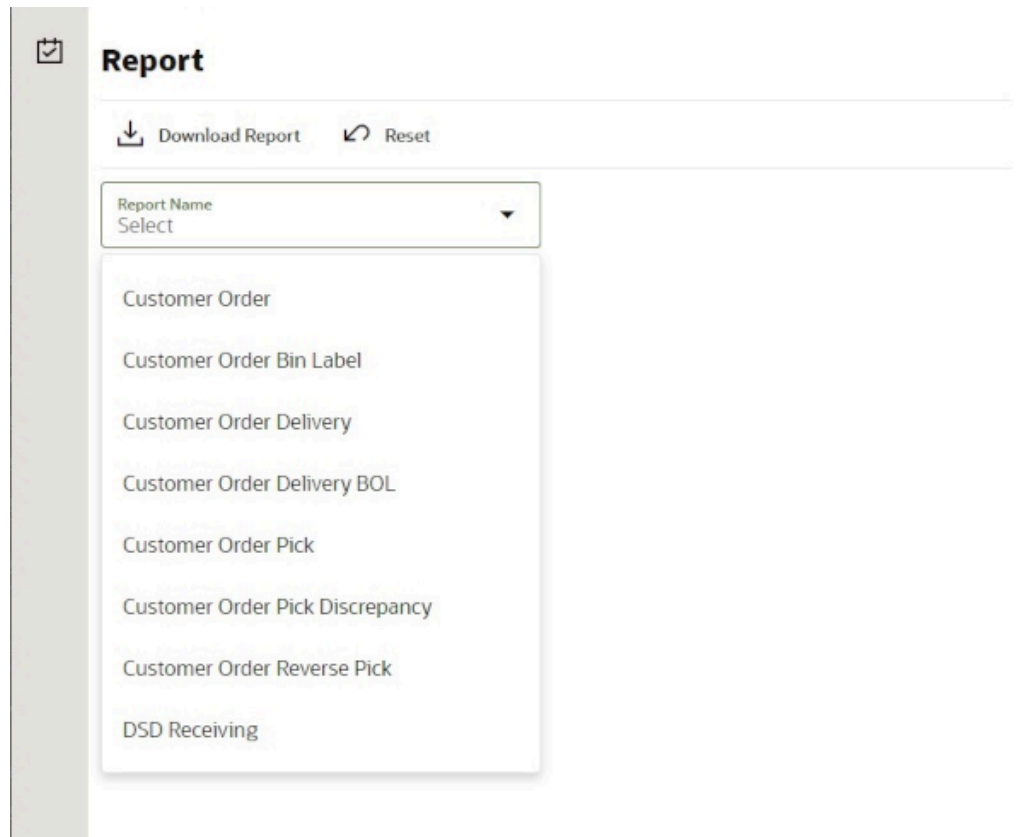 Report
Download Report Reset
Report Name
Select
Customer Order
Customer Order Bin Label
Customer Order Delivery
Customer Order Delivery BOL
Customer Order Pick
Customer Order Pick Discrepancy
Customer Order Reverse Pick
DSD Receiving